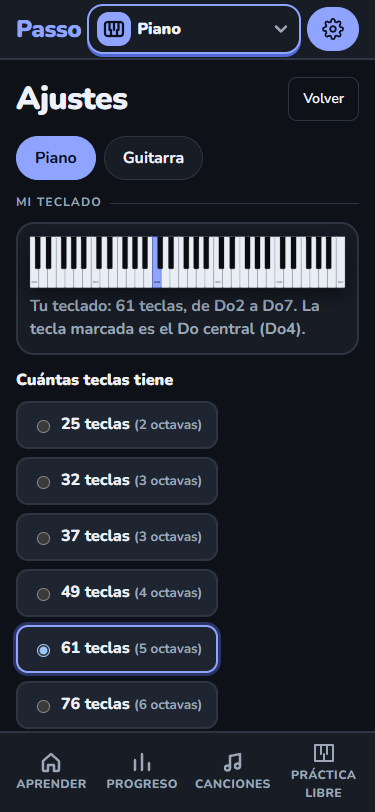 Passo
Piano
Ajustes
Volver
Piano
Guitarra
MI TECLADO
Tu teclado: 61 teclas, de Do2 a Do7. La
tecla marcada es el Do central (Do4).
Cuántas teclas tiene
25 teclas (2 octavas)
32 teclas (3 octavas)
37 teclas (3 octavas)
49 teclas (4 octavas)
61 teclas (5 octavas)
76 teclas (6 octavas)
APRENDER
PROGRESO
CANCIONES
PRÁCTICA
LIBRE